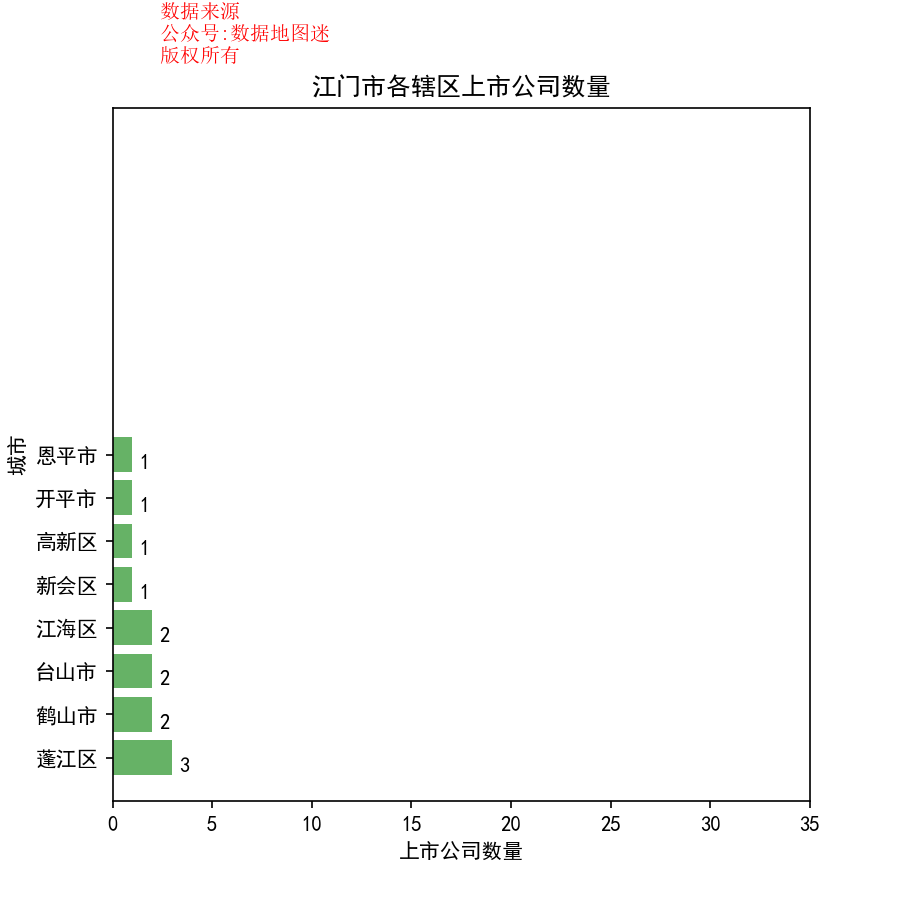 数据来源
公众号:数据地图迷
版权所有
江门市各辖区上市公司数量
城市
恩平市 1
开平市 1
高新区 1
新会区 1
江海区 2
台山市 2
鹤山市 2
蓬江区 3
0 5 10 15 20 25 30 35
上市公司数量